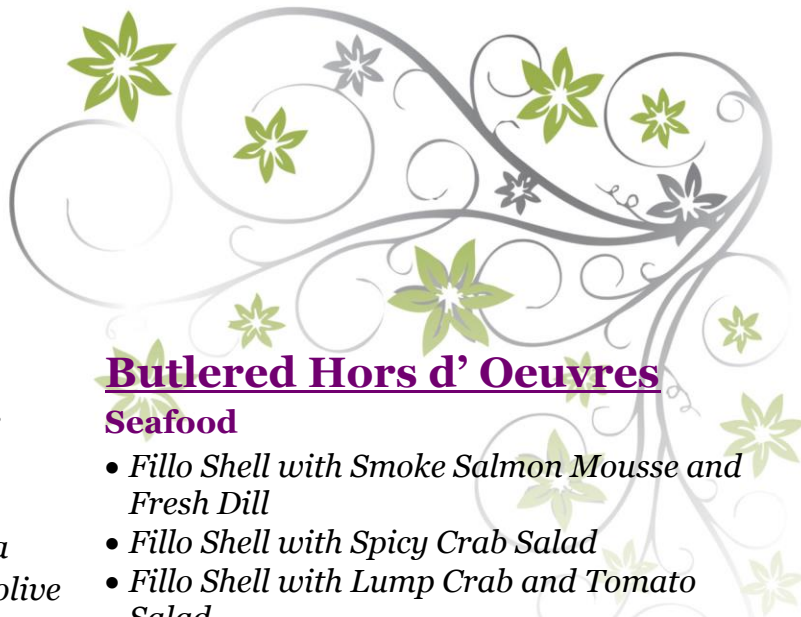 Butlered Hors d’ Oeuvres
Seafood
• Fillo Shell with Smoke Salmon Mousse and
Fresh Dill
• Fillo Shell with Spicy Crab Salad
a
• Fillo Shell with Lump Crab and Tomato
olive
Salad